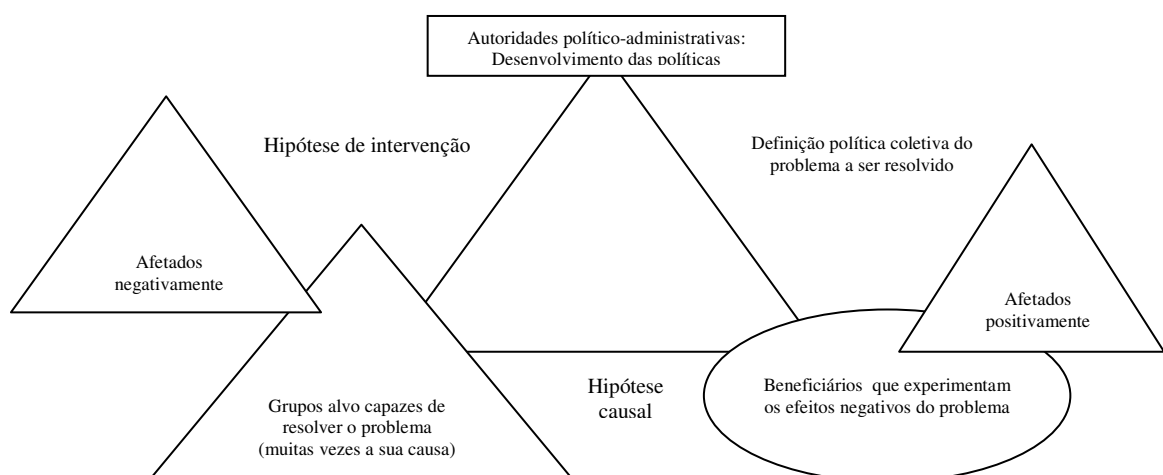 Autoridades político-administrativas:
Desenvolvimento das políticas
Hipótese de intervenção
Definição política coletiva do
problema a ser resolvido
Afetados
negativamente
Afetados
positivamente
Grupos alvo capazes de
resolver o problema
(muitas vezes a sua causa)
Hipótese
causal
Beneficiários que experimentam
os efeitos negativos do problema